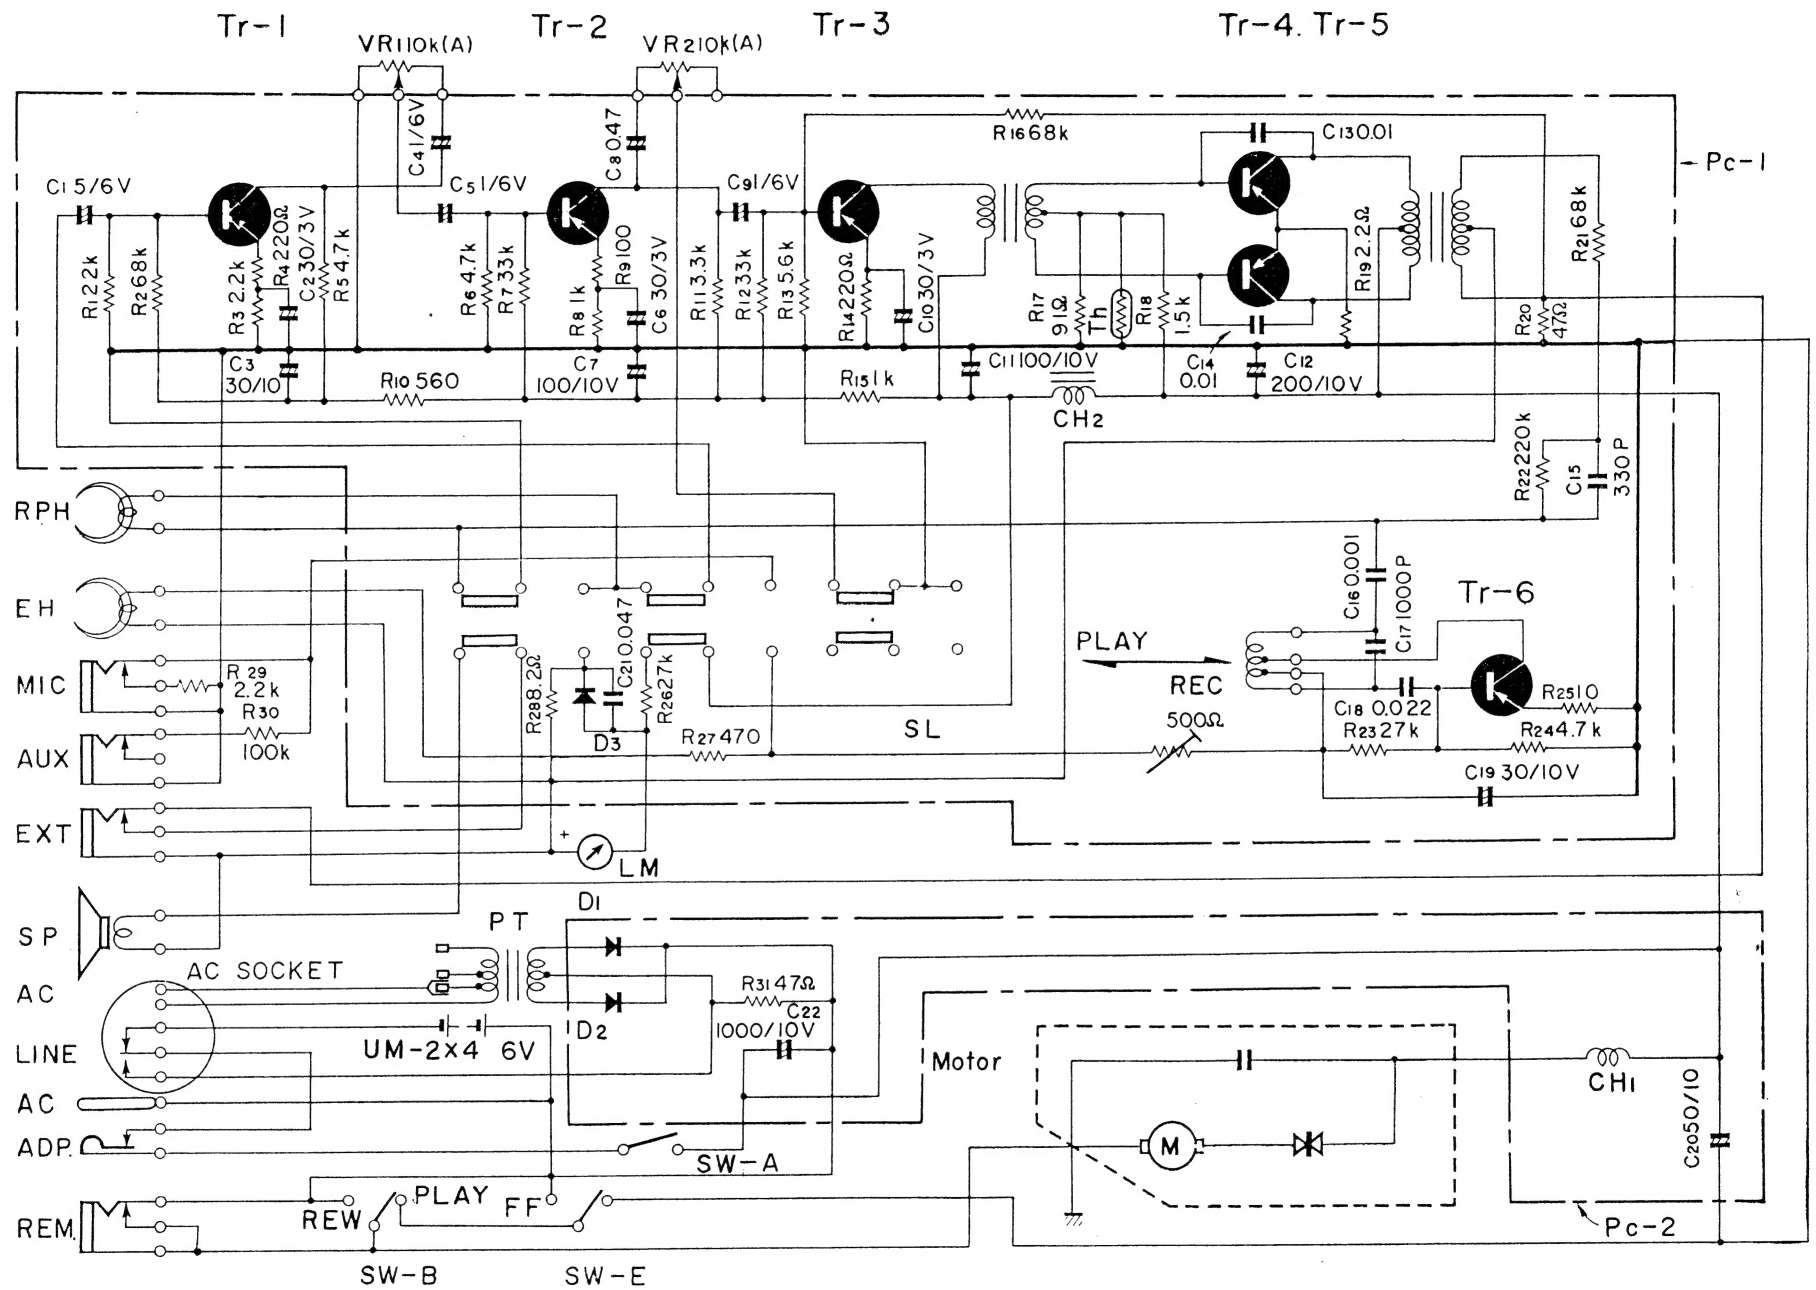 Tr-1
Tr-2
Tr-3
Tr-4. Tr-5
VR1 10k(A)
VR2 10k(A)
C4 1/6V
C8 0.47
R16 68k
C13 0.01
Pc-1
C1 5/6V
C5 1/6V
C9 1/6V
R1 22k
R2 68k
R3 2.2k
R4 220Ω
C2 30/3V
R5 4.7k
R6 4.7k
R7 33k
R8 1k
R9 100
C6 30/3V
R11 3.3k
R12 33k
R13 5.6k
R14 220Ω
C10 30/3V
R17
91Ω
Th
R18
1.5k
R19 2.2Ω
R20
47Ω
R21 68k
C3
30/10
R10 560
C7
100/10V
R15 1k
C11 100/10V
CH2
C14
0.01
C12
200/10V
R22 220k
C15
330P
RPH
EH
MIC
R29
2.2k
R30
100k
AUX
EXT
C21 0.047
R28 8.2Ω
D3
R26 27k
R27 470
SL
PLAY
REC
500Ω
C16 0.001
C17 1000P
Tr-6
C18 0.022
R23 27k
R25 10
R24 4.7k
C19 30/10V
+
LM
SP
AC SOCKET
PT
D1
D2
R31 47Ω
C22
1000/10V
AC
LINE
UM-2X4 6V
AC
ADP.
SW-A
Motor
M
CH1
C20 50/10
REM.
REW
PLAY
FF
SW-B
SW-E
Pc-2